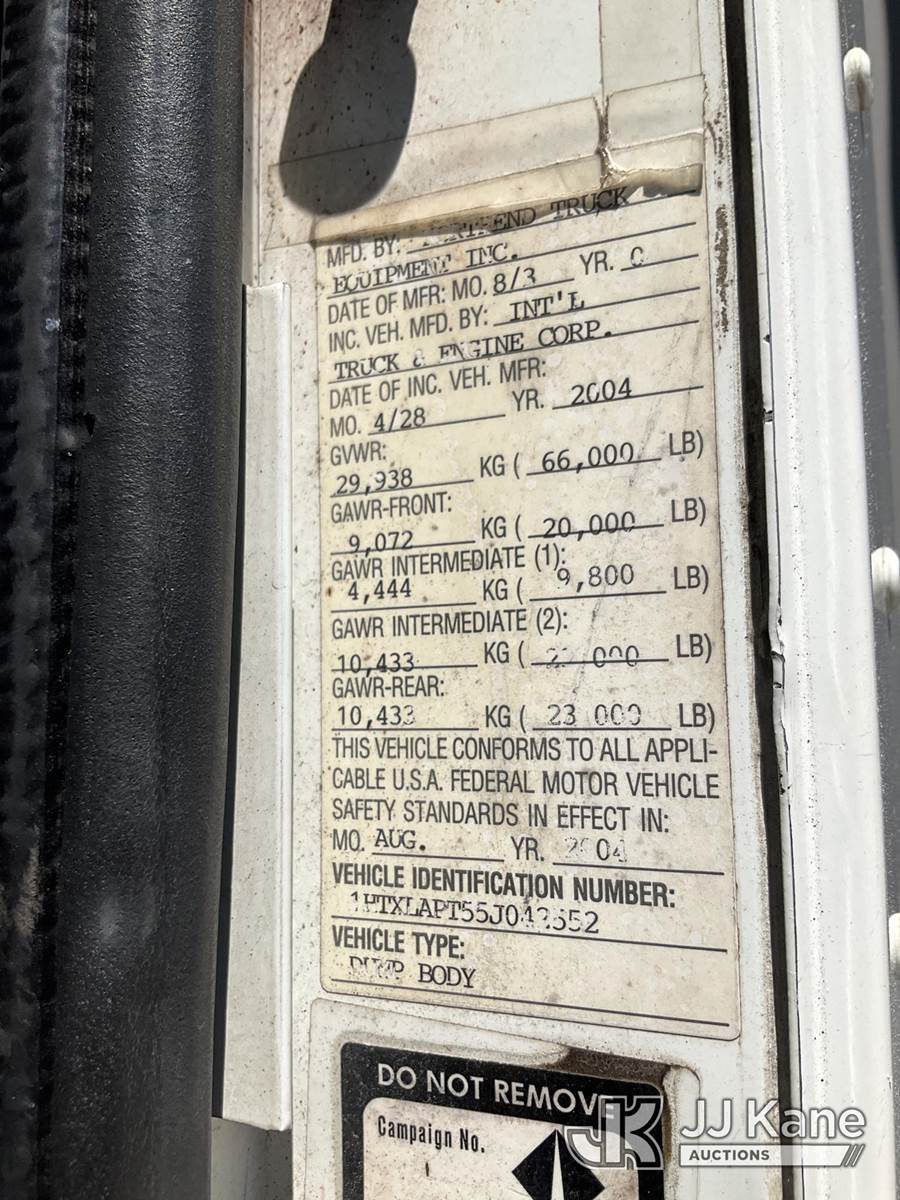 MFD. BY: TRUCK
EQUIPMENT INC.
DATE OF MFR: MO. 8/3 YR.
INC. VEH. MFD. BY: INT'L
TRUCK & ENGINE CORP.
DATE OF INC. VEH. MFR:
MO. 4/28 YR. 2004
GVWR:
29,938 KG ( 66,000 LB)
GAWR-FRONT:
9,072 KG ( 20,000 LB)
GAWR INTERMEDIATE (1):
4,444 KG ( 9,800 LB)
GAWR INTERMEDIATE (2):
10,433 KG ( LB)
GAWR-REAR:
10,433 KG ( 23 000 LB)
THIS VEHICLE CONFORMS TO ALL APPLI-
CABLE U.S.A. FEDERAL MOTOR VEHICLE
SAFETY STANDARDS IN EFFECT IN:
MO. AUG. YR. 2004
VEHICLE IDENTIFICATION NUMBER:
VEHICLE TYPE:
DUMP BODY
DO NOT REMOVE
Campaign No.
JK JJ Kane
AUCTIONS